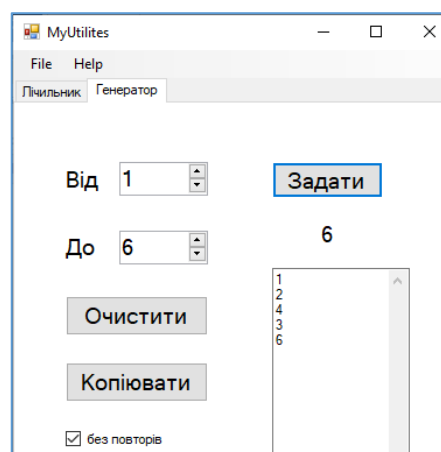 MyUtilites
File Help
Лічильник Генератор
Від 1 Задати
6
До 6
1
2
4
3
6
Очистити
Копіювати
без повторів